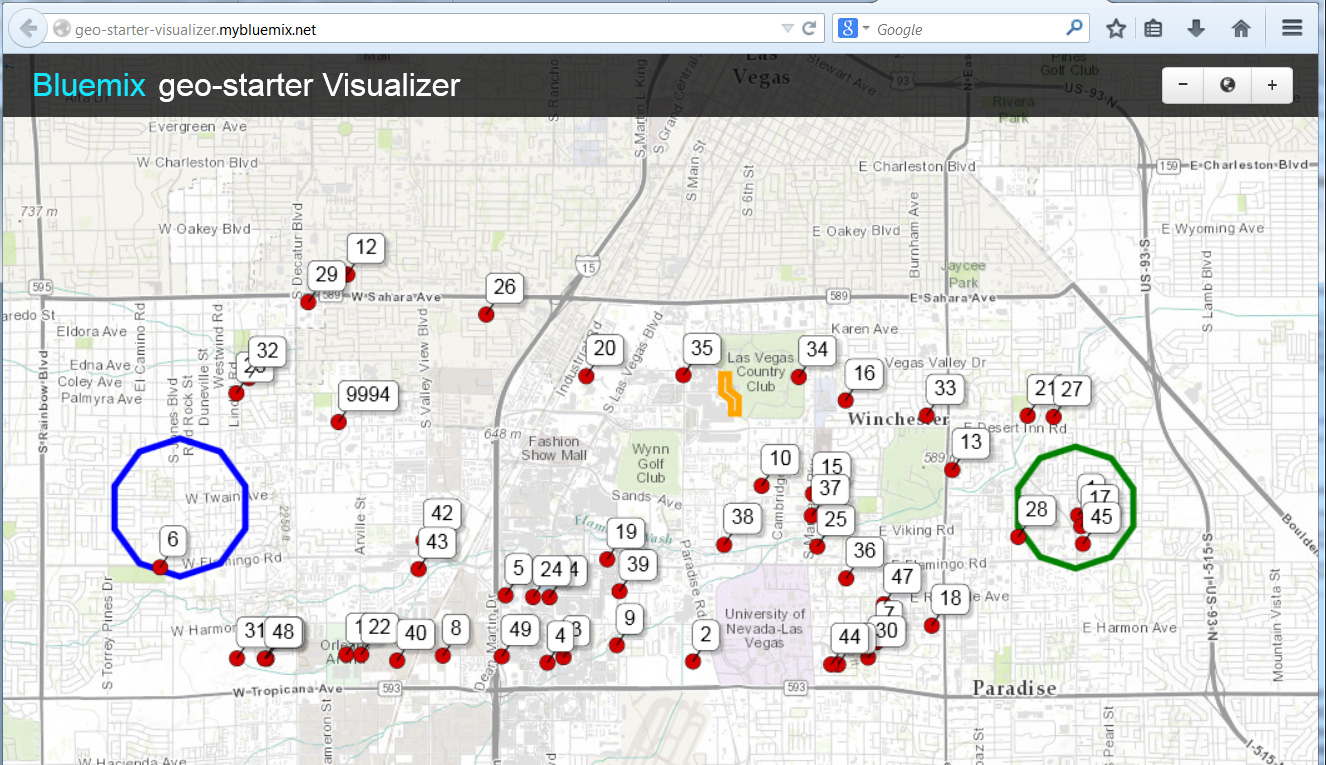 geo-starter-visualizer.mybluemix.net
Google
Bluemix geo-starter Visualizer
Las
Vegas
Stewart Ave
93
Golf Club
US-93-N
Rivera
Park
S Rancho
S Martin L King
S Grand Central
N Eas
Evergreen Ave
W Charleston Blvd
E Charleston Blvd
159
E Charleston Blvd
S Main St
S 6th St
737 m
W Oakey Blvd
S Decatur Blvd
E Oakey Blvd
Burnham Ave
E Wyoming Ave
US-93-S
S Lamb Blvd
12
15
Jaycee
Park
29
26
595
589
W Sahara Ave
589
E Sahara Ave
aredo St
Eldora Ave
El Camino Rd
Westwind Rd
S Valley View Blvd
Industrial Rd
S Las Vegas Blvd
Karen Ave
32
20
35
34
Las Vegas
Country
Club
Vegas Valley Dr
Edna Ave
Coley Ave
Palmyra Ave
S Rainbow Blvd
S Jones Blvd
Red Rock St
Duneville St
9994
16
33
21
27
Winchester
E Desert Inn Rd
648 m
Fashion
Show Mall
Wynn
Golf
Club
13
589
10
15
37
W Twain Ave
2250 ft
Arville St
Sands Ave
Cambridge
28
17
45
6
42
43
38
25
E Viking Rd
19
W Flamingo Rd
39
36
E Flamingo Rd
5
24
Paradise Rd
47
18
S Torrey Pines Dr
University of
Nevada-Las
Vegas
E Harmon Ave
US-93-N
I-515-S
Mountain Vista St
W Harmon
31
48
22
40
8
49
4
9
2
44
7
30
Dean Martin Dr
W Tropicana Ave
593
593
Paradise
W Hacienda Ave
I-515-S